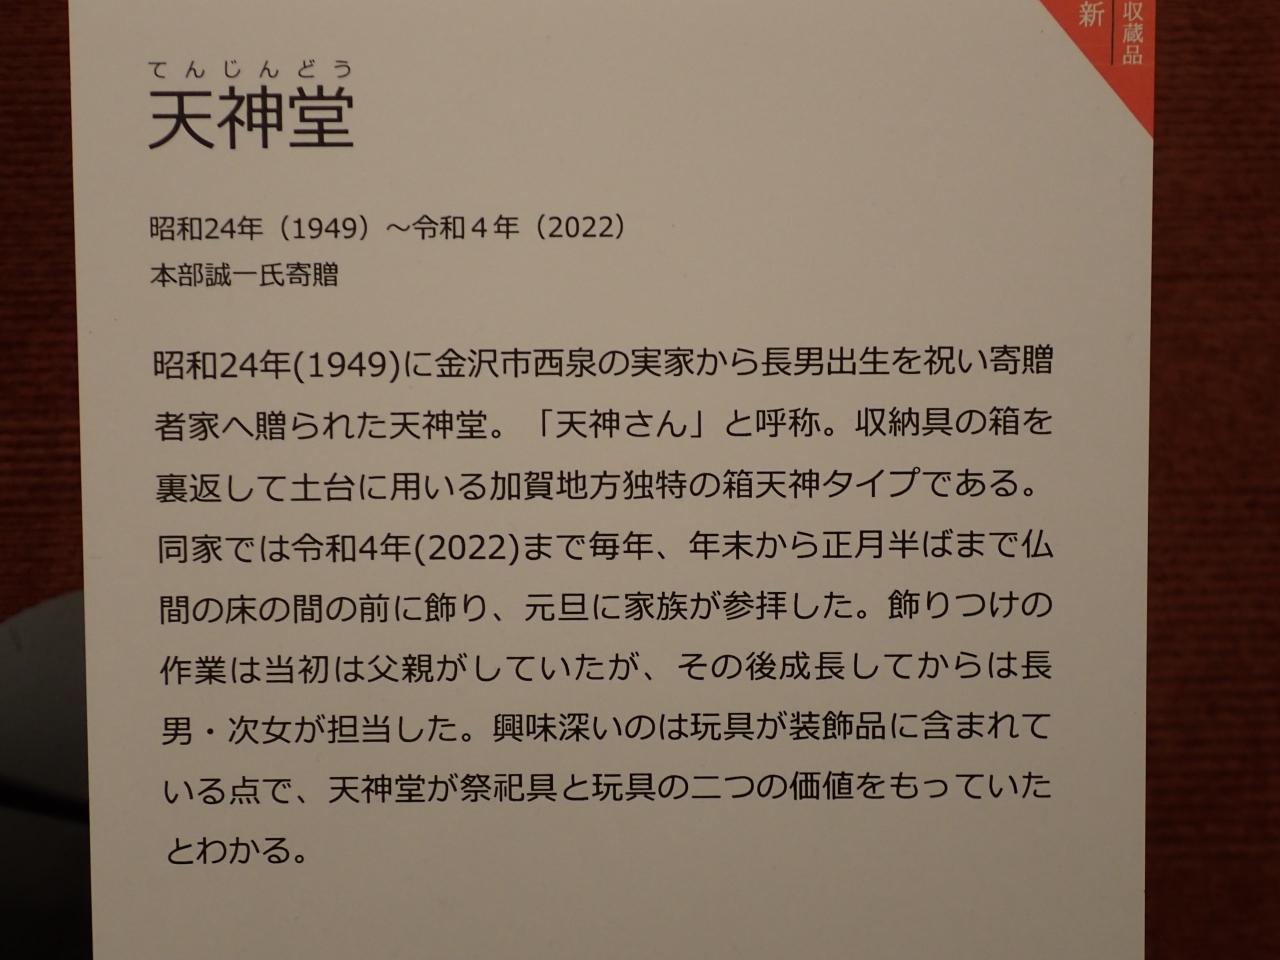 新
収蔵品
てんじんどう
天神堂
昭和24年（1949）～令和４年（2022）
本部誠一氏寄贈
昭和24年(1949)に金沢市西泉の実家から長男出生を祝い寄贈
者家へ贈られた天神堂。「天神さん」と呼称。収納具の箱を
裏返して土台に用いる加賀地方独特の箱天神タイプである。
同家では令和4年(2022)まで毎年、年末から正月半ばまで仏
間の床の間の前に飾り、元旦に家族が参拝した。飾りつけの
作業は当初は父親がしていたが、その後成長してからは長
男・次女が担当した。興味深いのは玩具が装飾品に含まれて
いる点で、天神堂が祭祀具と玩具の二つの価値をもっていた
とわかる。